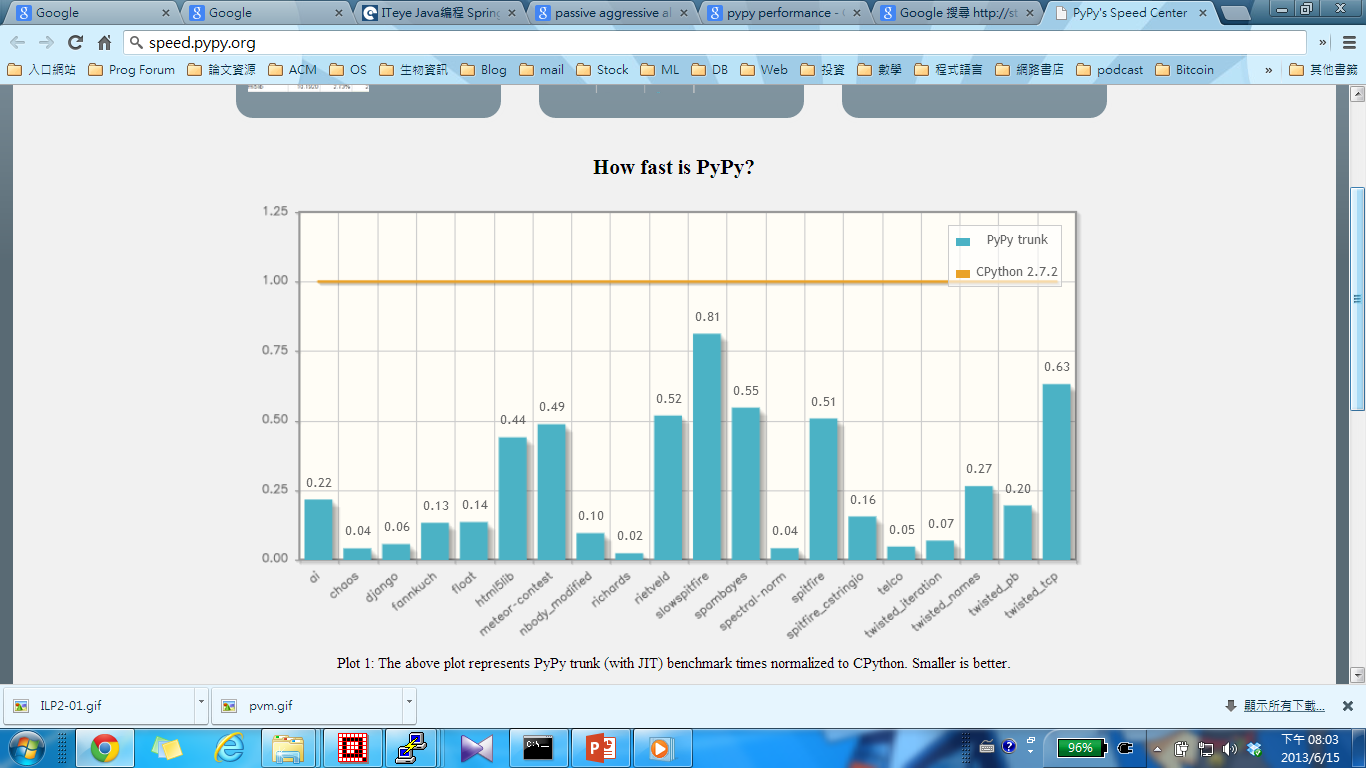 Google
Google
ITeye Java编程 Spring
passive aggressive al
pypy performance - G
Google 搜尋 http://st
PyPy's Speed Center
speed.pypy.org
入口網站
Prog Forum
論文資源
ACM
OS
生物資訊
Blog
mail
Stock
ML
DB
Web
投資
數學
程式語言
網路書店
podcast
Bitcoin
»
其他書籤
How fast is PyPy?
1.25
1.00
0.75
0.50
0.25
0.00
PyPy trunk
CPython 2.7.2
0.22
0.04
0.06
0.13
0.14
0.44
0.49
0.10
0.02
0.52
0.81
0.55
0.04
0.51
0.16
0.05
0.07
0.27
0.20
0.63
ai
chaos
django
fannkuch
float
html5lib
meteor-contest
nbody_modified
richards
rietveld
slowspitfire
spambayes
spectral-norm
spitfire
spitfire_cstringio
telco
twisted_iteration
twisted_names
twisted_pb
twisted_tcp
Plot 1: The above plot represents PyPy trunk (with JIT) benchmark times normalized to CPython. Smaller is better.
ILP2-01.gif
pvm.gif
顯示所有下載...
96%
下午 08:03
2013/6/15